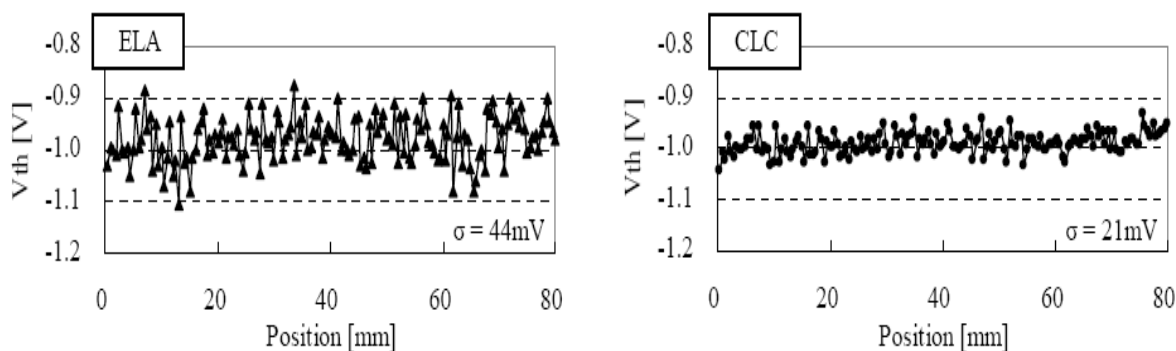 ELA
Vth [V]
-0.8
-0.9
-1.0
-1.1
-1.2
σ = 44mV
0 20 40 60 80
Position [mm]
CLC
Vth [V]
-0.8
-0.9
-1.0
-1.1
-1.2
σ = 21mV
0 20 40 60 80
Position [mm]